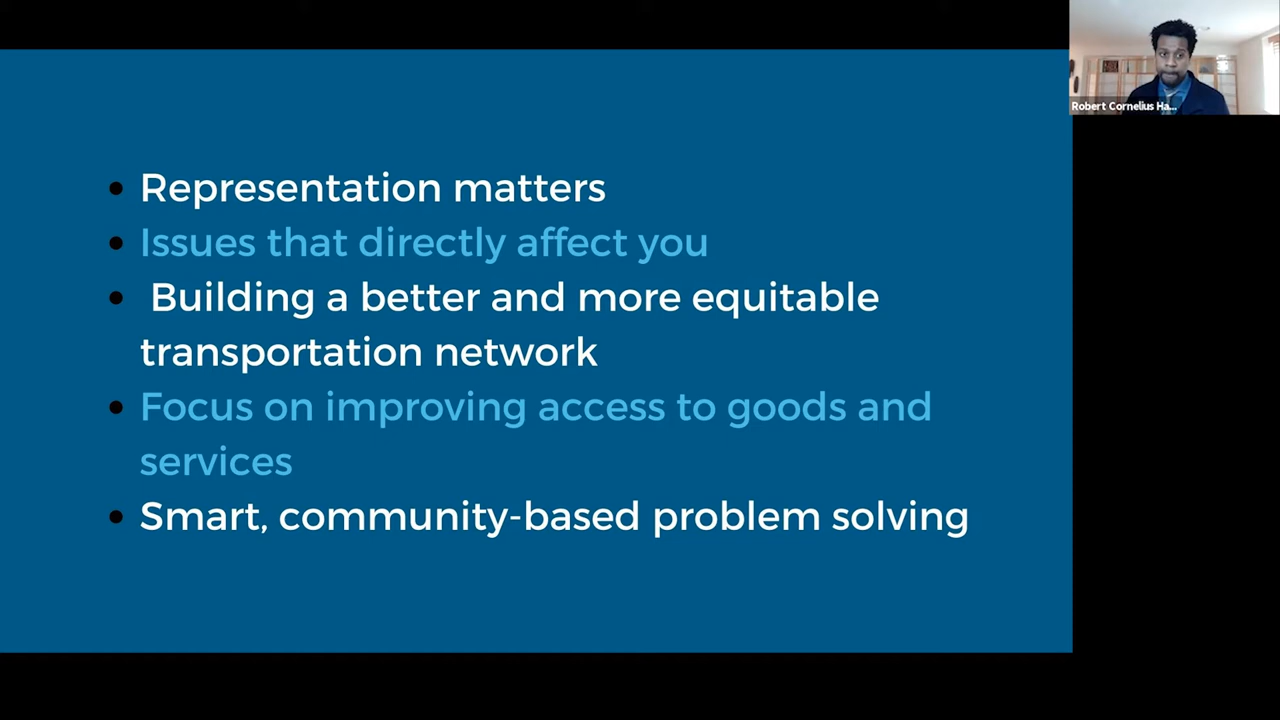 Representation matters
Issues that directly affect you
Building a better and more equitable
transportation network
Focus on improving access to goods and
services
Smart, community-based problem solving
Robert Cornelius Ha...